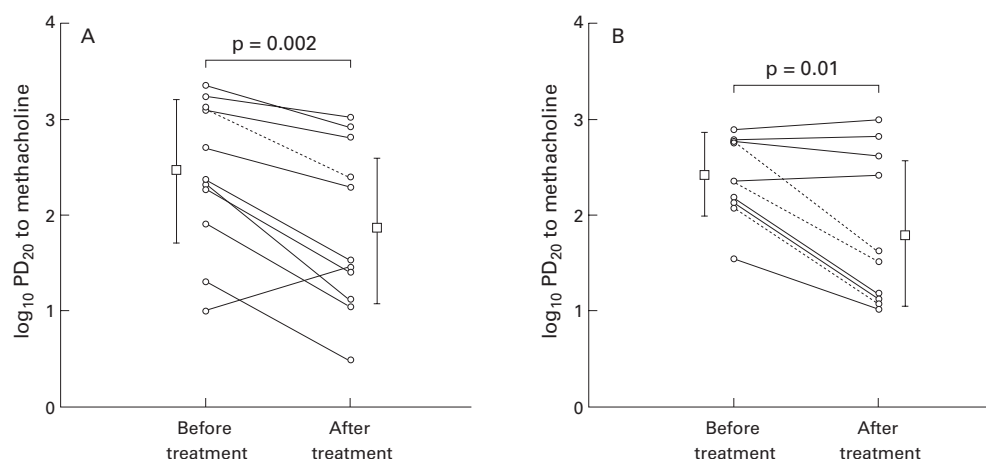 A
p = 0.002
4
3
2
1
0
log₁₀ PD₂₀ to methacholine
Before
treatment
After
treatment
B
p = 0.01
4
3
2
1
0
log₁₀ PD₂₀ to methacholine
Before
treatment
After
treatment